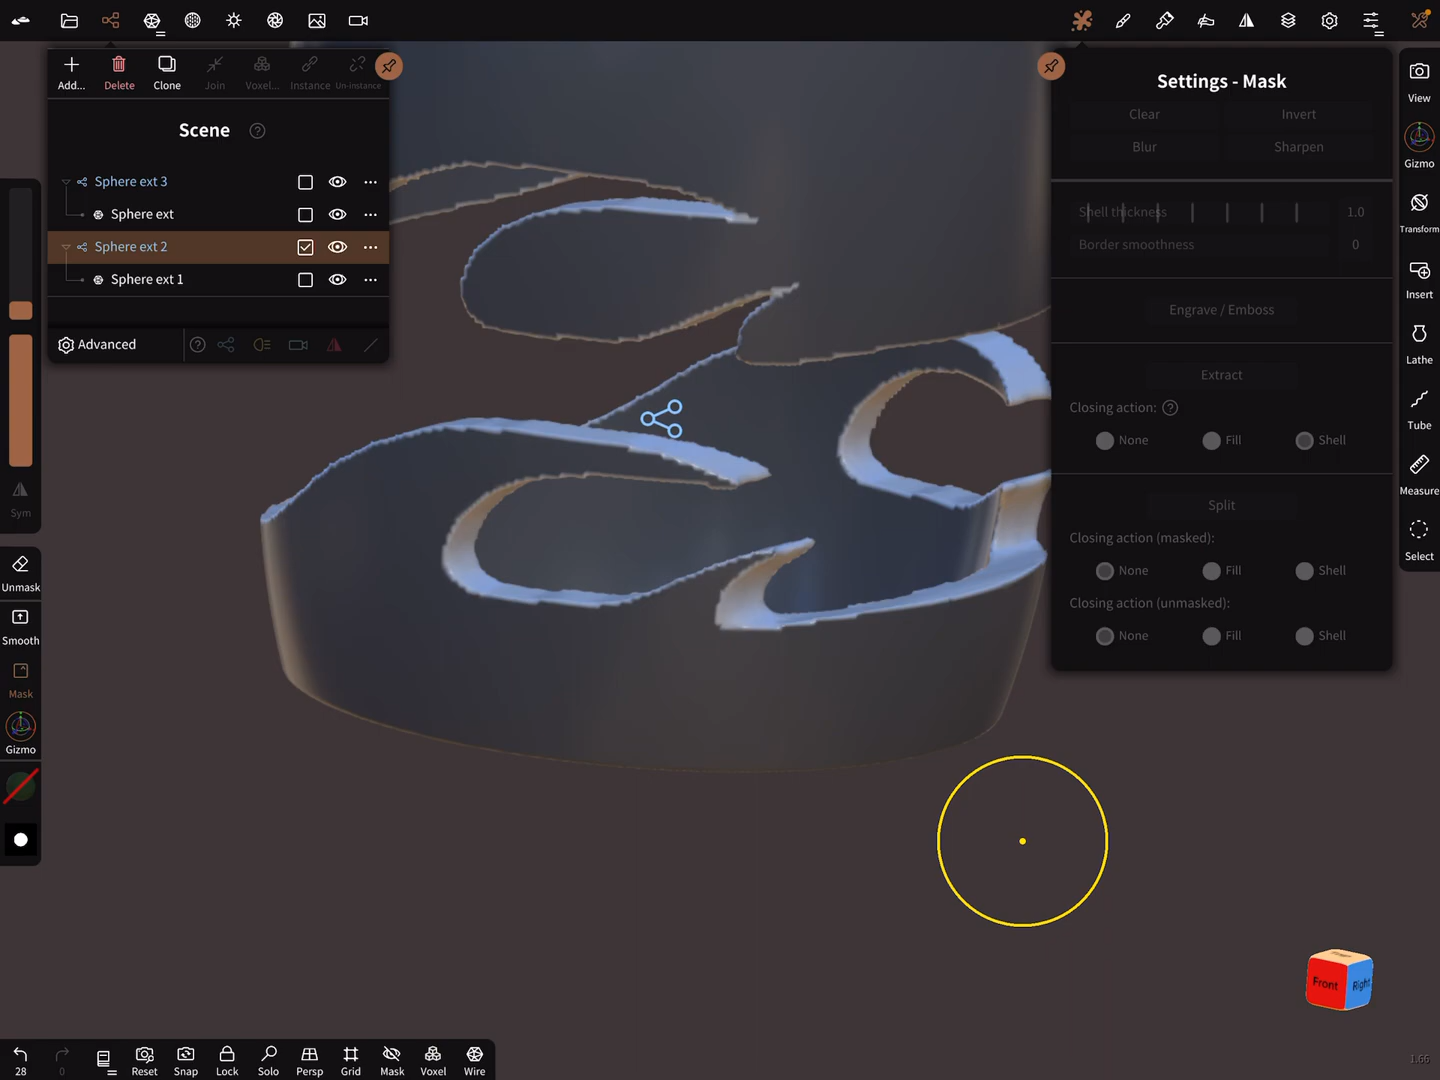 Add...
Delete
Clone
Join
Voxel...
Instance
Un-instance
Scene
?
Sphere ext 3
Sphere ext
Sphere ext 2
Sphere ext 1
Advanced
?
Sym
Unmask
Smooth
Mask
Gizmo
Settings - Mask
Clear
Invert
Blur
Sharpen
Shell thickness
1.0
Border smoothness
0
Engrave / Emboss
Extract
Closing action: ?
None
Fill
Shell
Split
Closing action (masked):
None
Fill
Shell
Closing action (unmasked):
None
Fill
Shell
View
Gizmo
Transform
Insert
Lathe
Tube
Measure
Select
Front
Right
28
0
Reset
Snap
Lock
Solo
Persp
Grid
Mask
Voxel
Wire
1.66